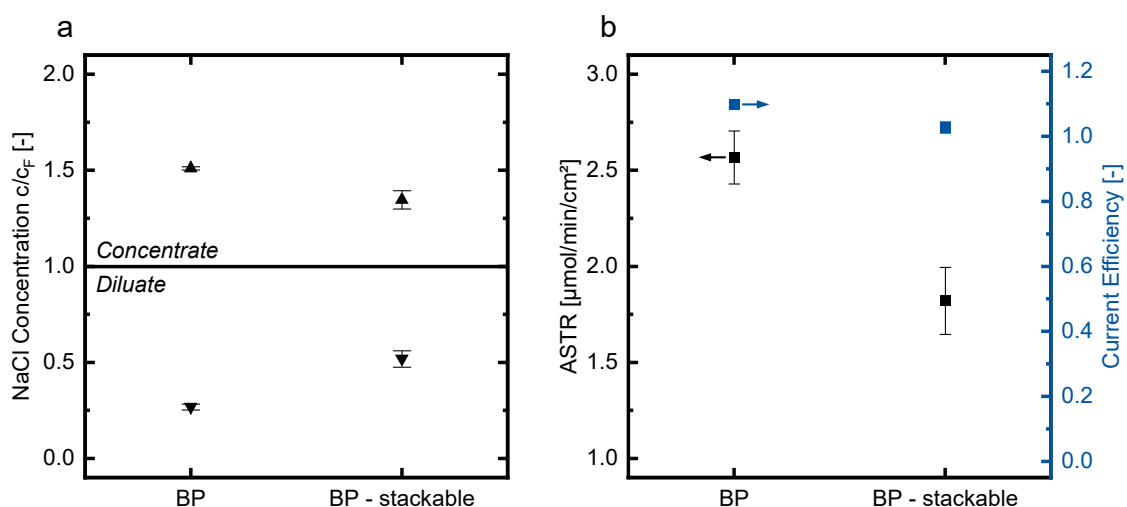 a
NaCl Concentration c/c_F [-]
2.0
1.5
1.0
0.5
0.0
Concentrate
Diluate
BP
BP - stackable
b
ASTR [µmol/min/cm²]
3.0
2.5
2.0
1.5
1.0
BP
BP - stackable
1.2
1.0
0.8
0.6
0.4
0.2
0.0
Current Efficiency [-]